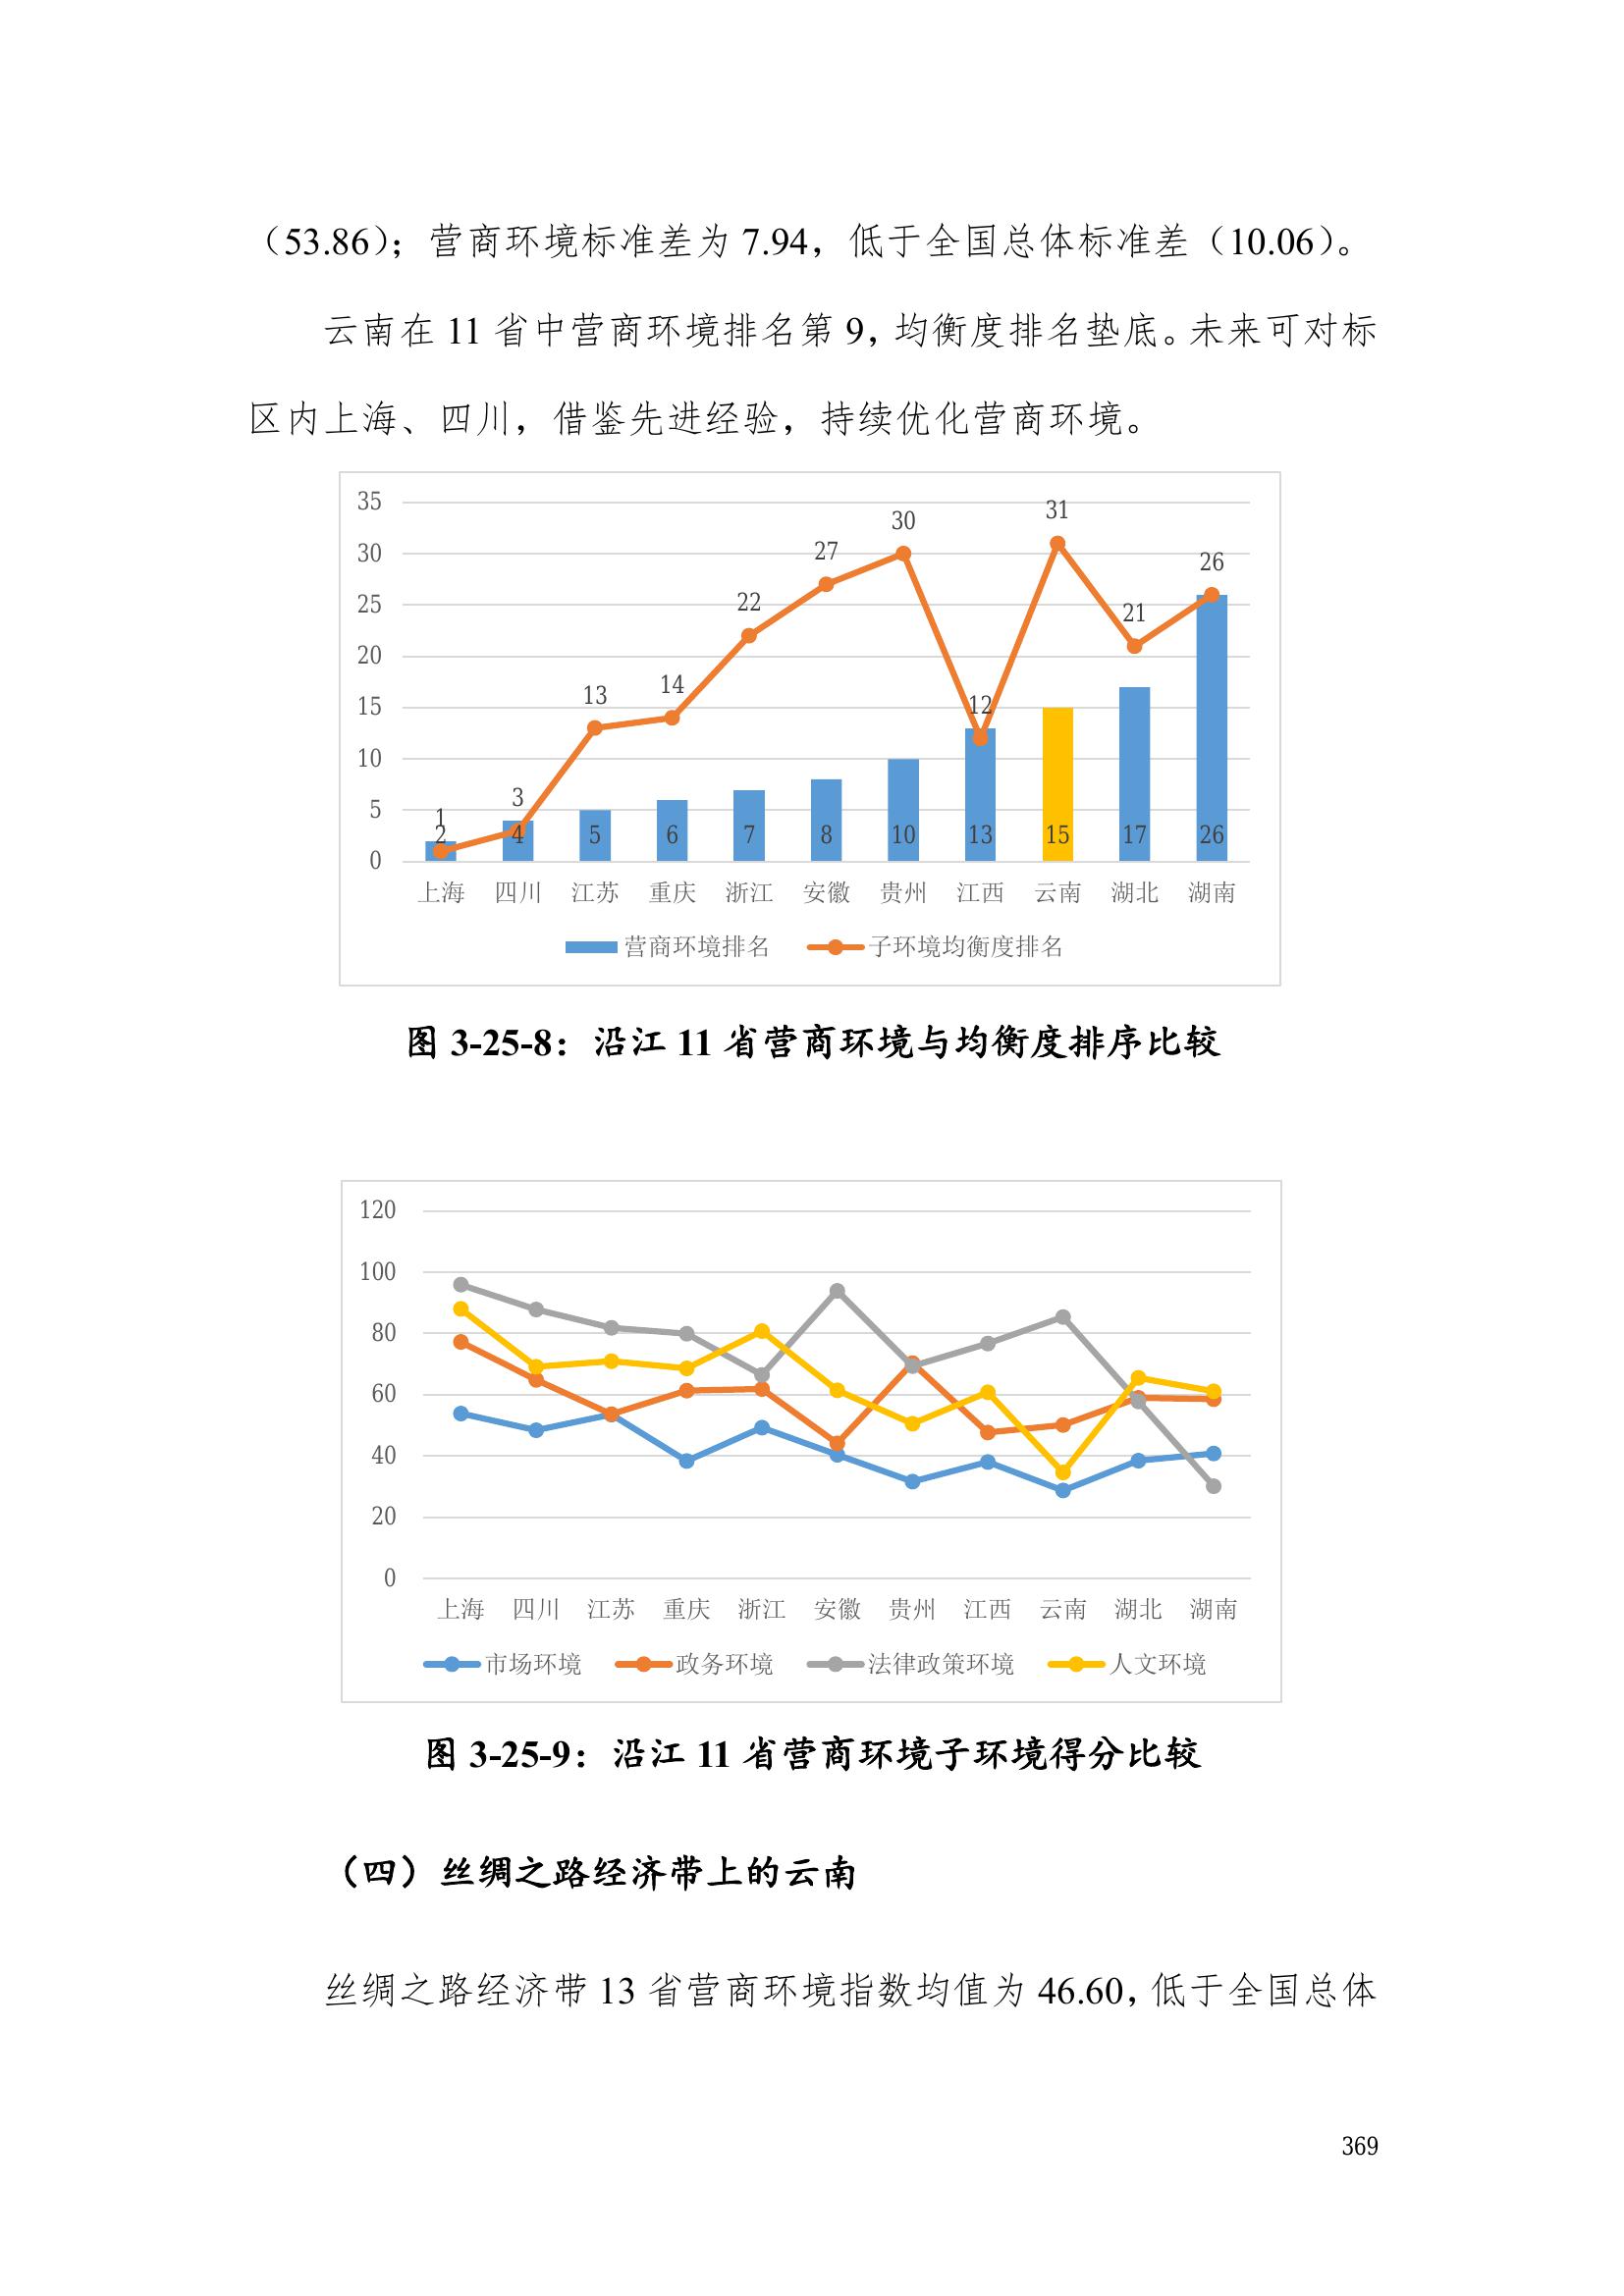 （53.86）；营商环境标准差为 7.94，低于全国总体标准差（10.06）。
云南在 11 省中营商环境排名第 9，均衡度排名垫底。未来可对标
区内上海、四川，借鉴先进经验，持续优化营商环境。
35
30
25
20
15
10
5
0
1 3 13 14 22 27 30 12 31 21 26
2 4 5 6 7 8 10 13 15 17 26
上海 四川 江苏 重庆 浙江 安徽 贵州 江西 云南 湖北 湖南
营商环境排名 子环境均衡度排名
图 3-25-8：沿江 11 省营商环境与均衡度排序比较
120
100
80
60
40
20
0
上海 四川 江苏 重庆 浙江 安徽 贵州 江西 云南 湖北 湖南
市场环境 政务环境 法律政策环境 人文环境
图 3-25-9：沿江 11 省营商环境子环境得分比较
（四）丝绸之路经济带上的云南
丝绸之路经济带 13 省营商环境指数均值为 46.60，低于全国总体
369